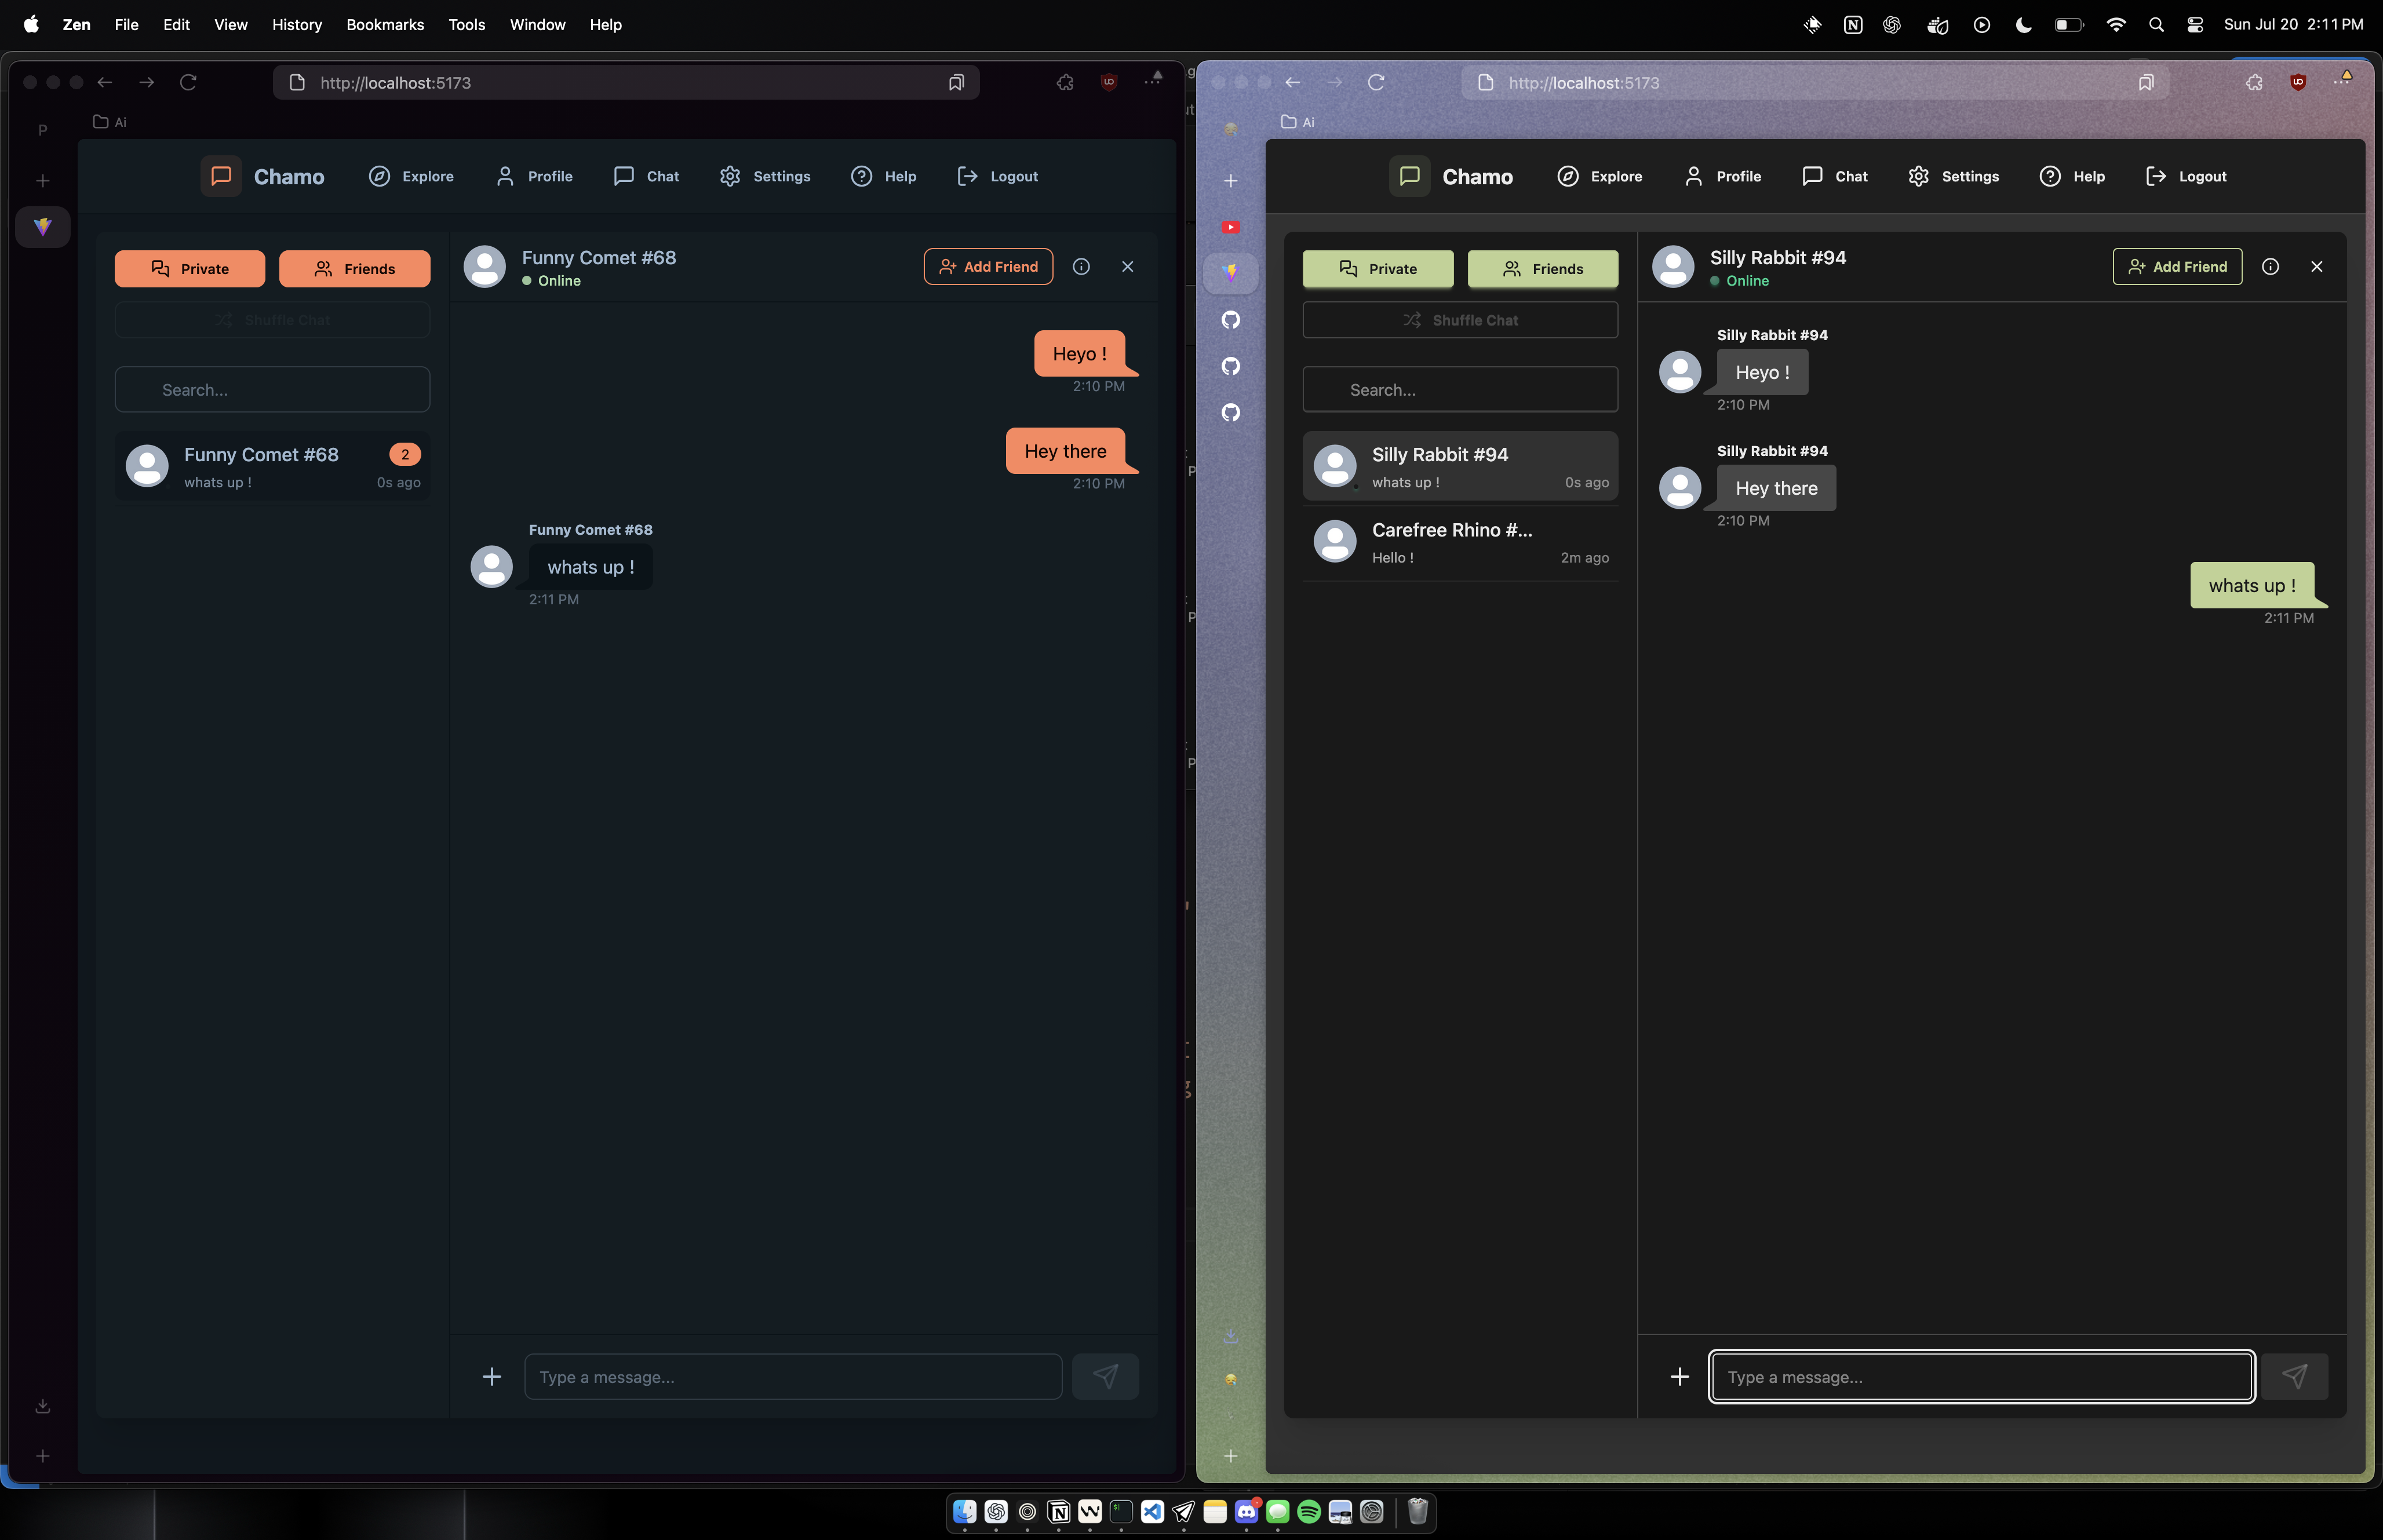 Zen File Edit View History Bookmarks Tools Window Help
Sun Jul 20 2:11 PM
http://localhost:5173
P
Ai
Chamo
Explore
Profile
Chat
Settings
Help
Logout
Private
Friends
Shuffle Chat
Search...
Funny Comet #68
2
whats up !
0s ago
Funny Comet #68
Online
Add Friend
Heyo !
2:10 PM
Hey there
2:10 PM
Funny Comet #68
whats up !
2:11 PM
Type a message...
http://localhost:5173
Ai
Chamo
Explore
Profile
Chat
Settings
Help
Logout
Private
Friends
Shuffle Chat
Search...
Silly Rabbit #94
whats up !
0s ago
Carefree Rhino #...
Hello !
2m ago
Silly Rabbit #94
Online
Add Friend
Silly Rabbit #94
Heyo !
2:10 PM
Silly Rabbit #94
Hey there
2:10 PM
whats up !
2:11 PM
Type a message...